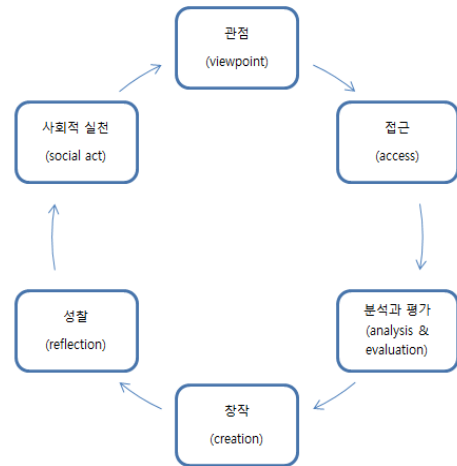 관점
(viewpoint)
접근
(access)
분석과 평가
(analysis &
evaluation)
창작
(creation)
성찰
(reflection)
사회적 실천
(social act)